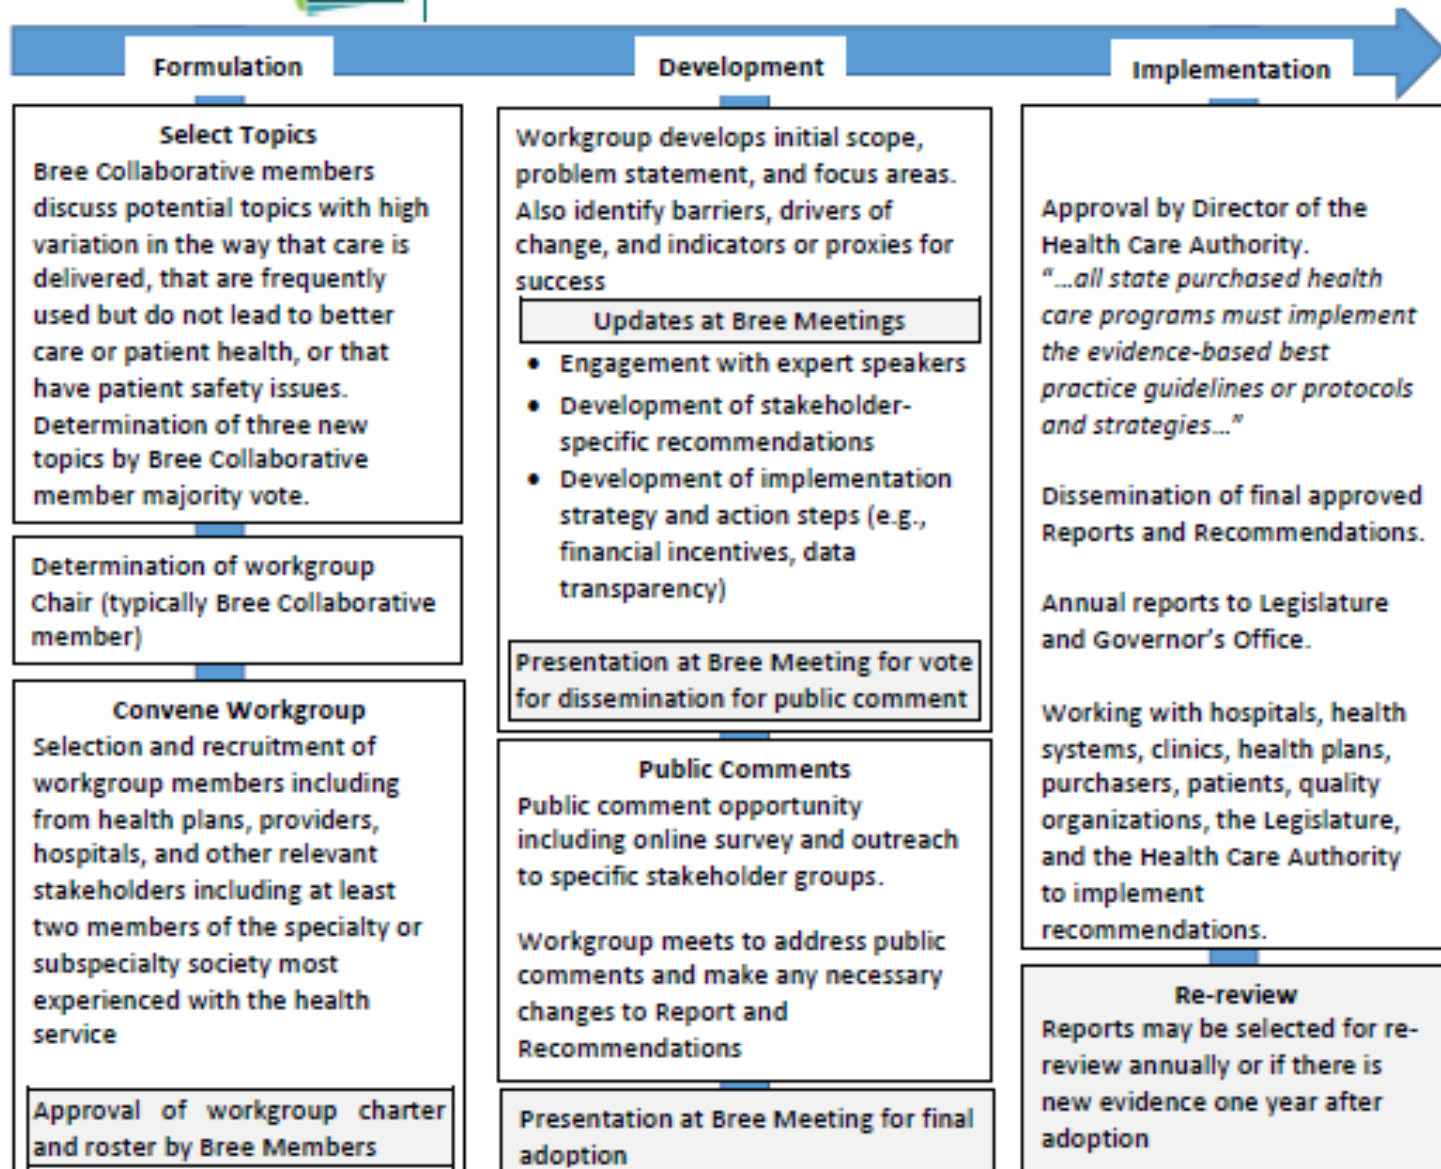 Formulation
Select Topics
Bree Collaborative members
discuss potential topics with high
variation in the way that care is
delivered, that are frequently
used but do not lead to better
care or patient health, or that
have patient safety issues.
Determination of three new
topics by Bree Collaborative
member majority vote.
Determination of workgroup
Chair (typically Bree Collaborative
member)
Convene Workgroup
Selection and recruitment of
workgroup members including
from health plans, providers,
hospitals, and other relevant
stakeholders including at least
two members of the specialty or
subspecialty society most
experienced with the health
service
Approval of workgroup charter
and roster by Bree Members
Development
Workgroup develops initial scope,
problem statement, and focus areas.
Also identify barriers, drivers of
change, and indicators or proxies for
success
Updates at Bree Meetings
• Engagement with expert speakers
• Development of stakeholder-
specific recommendations
• Development of implementation
strategy and action steps (e.g.,
financial incentives, data
transparency)
Presentation at Bree Meeting for vote
for dissemination for public comment
Public Comments
Public comment opportunity
including online survey and outreach
to specific stakeholder groups.
Workgroup meets to address public
comments and make any necessary
changes to Report and
Recommendations
Presentation at Bree Meeting for final
adoption
Implementation
Approval by Director of the
Health Care Authority.
"…all state purchased health
care programs must implement
the evidence-based best
practice guidelines or protocols
and strategies…"
Dissemination of final approved
Reports and Recommendations.
Annual reports to Legislature
and Governor's Office.
Working with hospitals, health
systems, clinics, health plans,
purchasers, patients, quality
organizations, the Legislature,
and the Health Care Authority
to implement
recommendations.
Re-review
Reports may be selected for re-
review annually or if there is
new evidence one year after
adoption